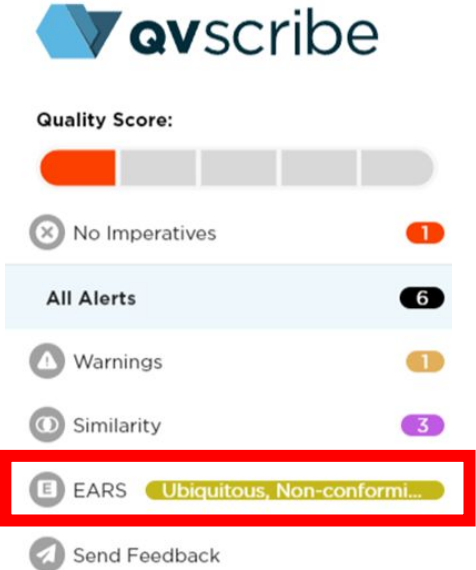 qvscribe
Quality Score:
No Imperatives 1
All Alerts 6
Warnings 1
Similarity 3
E EARS Ubiquitous, Non-conformi...
Send Feedback